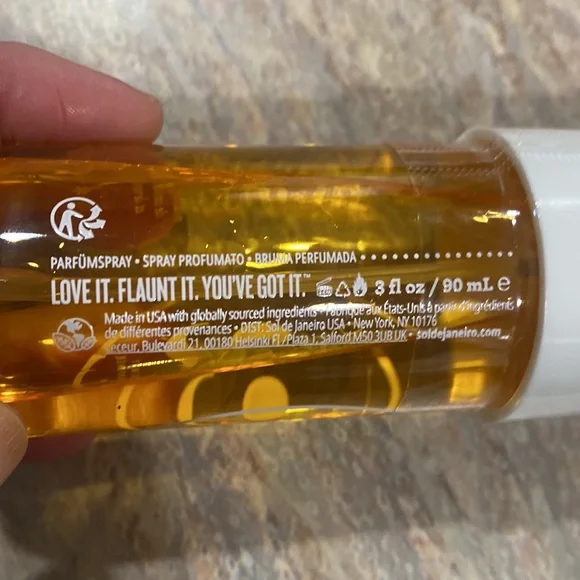 PARFÜMSPRAY • SPRAY PROFUMATO • BRUMA PERFUMADA
LOVE IT. FLAUNT IT. YOU'VE GOT IT.™ 3 fl oz / 90 mL e
Made in USA with globally sourced ingredients • Fabriqué aux États-Unis à partir d'ingrédients
de différentes provenances • DIST: Sol de Janeiro USA • New York, NY 10176
Bulevardi 21, 00180 Helsinki FI / Plaza 1, Salford M50 3UB UK • soldejaneiro.com